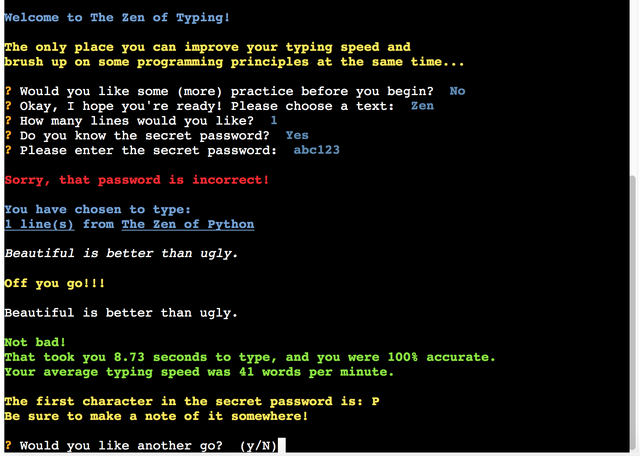 Welcome to The Zen of Typing!
The only place you can improve your typing speed and
brush up on some programming principles at the same time...
? Would you like some (more) practice before you begin? No
? Okay, I hope you're ready! Please choose a text: Zen
? How many lines would you like? 1
? Do you know the secret password? Yes
? Please enter the secret password: abc123
Sorry, that password is incorrect!
You have chosen to type:
1 line(s) from The Zen of Python
Beautiful is better than ugly.
Off you go!!!
Beautiful is better than ugly.
Not bad!
That took you 8.73 seconds to type, and you were 100% accurate.
Your average typing speed was 41 words per minute.
The first character in the secret password is: P
Be sure to make a note of it somewhere!
? Would you like another go? (y/N)